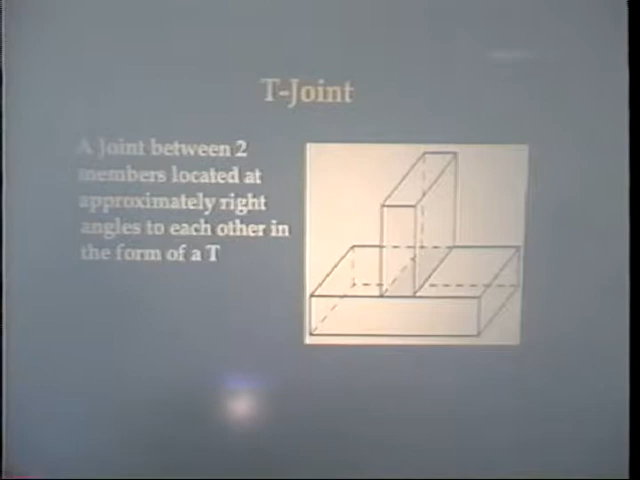 T-Joint
A Joint between 2
members located at
approximately right
angles to each other in
the form of a T